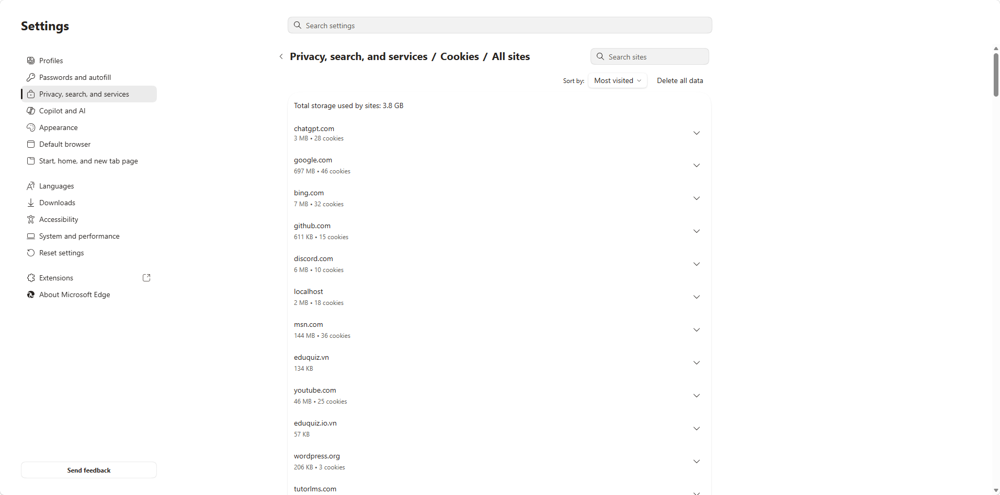 Settings
Search settings
Profiles
Passwords and autofill
Privacy, search, and services
Copilot and AI
Appearance
Default browser
Start, home, and new tab page
Languages
Downloads
Accessibility
System and performance
Reset settings
Extensions
About Microsoft Edge
Send feedback
Privacy, search, and services / Cookies / All sites
Search sites
Sort by: Most visited Delete all data
Total storage used by sites: 3.8 GB
chatgpt.com
3 MB • 28 cookies
google.com
697 MB • 46 cookies
bing.com
7 MB • 32 cookies
github.com
611 KB • 15 cookies
discord.com
6 MB • 10 cookies
localhost
2 MB • 18 cookies
msn.com
144 MB • 36 cookies
eduquiz.vn
134 KB
youtube.com
46 MB • 25 cookies
eduquiz.io.vn
57 KB
wordpress.org
206 KB • 3 cookies
tutorlms.com